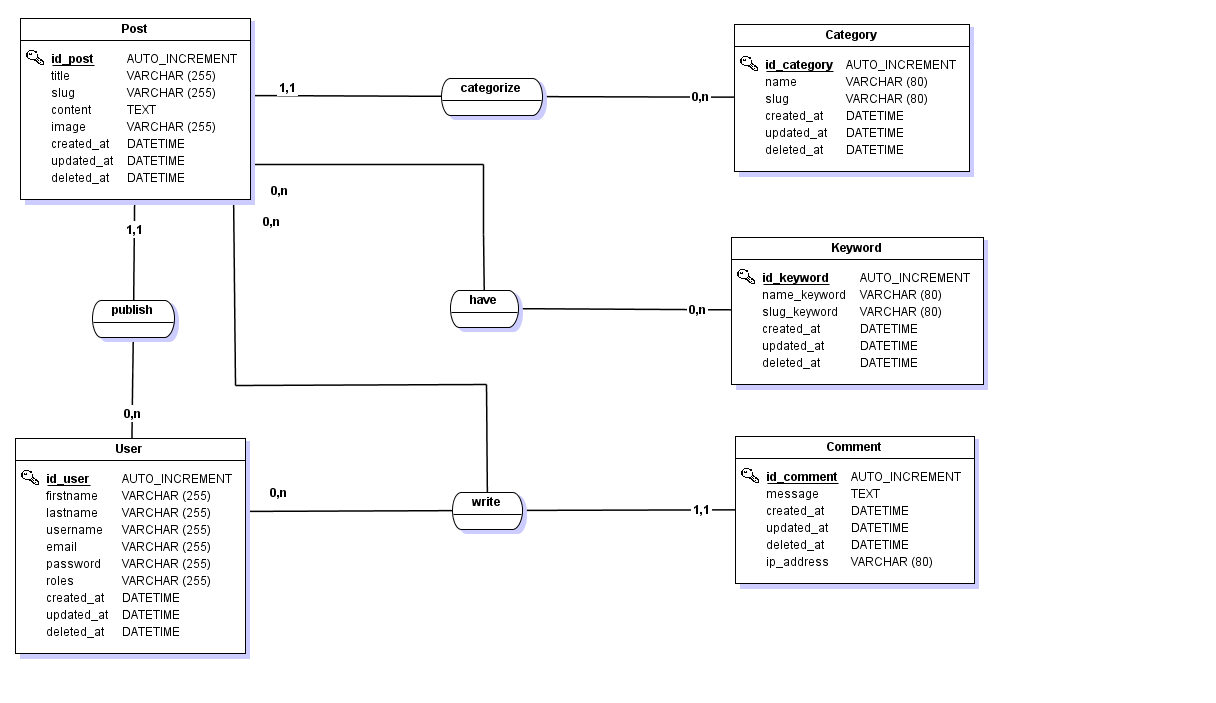 Post
id_post AUTO_INCREMENT
title VARCHAR (255)
slug VARCHAR (255)
content TEXT
image VARCHAR (255)
created_at DATETIME
updated_at DATETIME
deleted_at DATETIME
1,1
categorize
0,n
Category
id_category AUTO_INCREMENT
name VARCHAR (80)
slug VARCHAR (80)
created_at DATETIME
updated_at DATETIME
deleted_at DATETIME
0,n
0,n
1,1
publish
0,n
have
0,n
Keyword
id_keyword AUTO_INCREMENT
name_keyword VARCHAR (80)
slug_keyword VARCHAR (80)
created_at DATETIME
updated_at DATETIME
deleted_at DATETIME
User
id_user AUTO_INCREMENT
firstname VARCHAR (255)
lastname VARCHAR (255)
username VARCHAR (255)
email VARCHAR (255)
password VARCHAR (255)
roles VARCHAR (255)
created_at DATETIME
updated_at DATETIME
deleted_at DATETIME
0,n
write
1,1
Comment
id_comment AUTO_INCREMENT
message TEXT
created_at DATETIME
updated_at DATETIME
deleted_at DATETIME
ip_address VARCHAR (80)